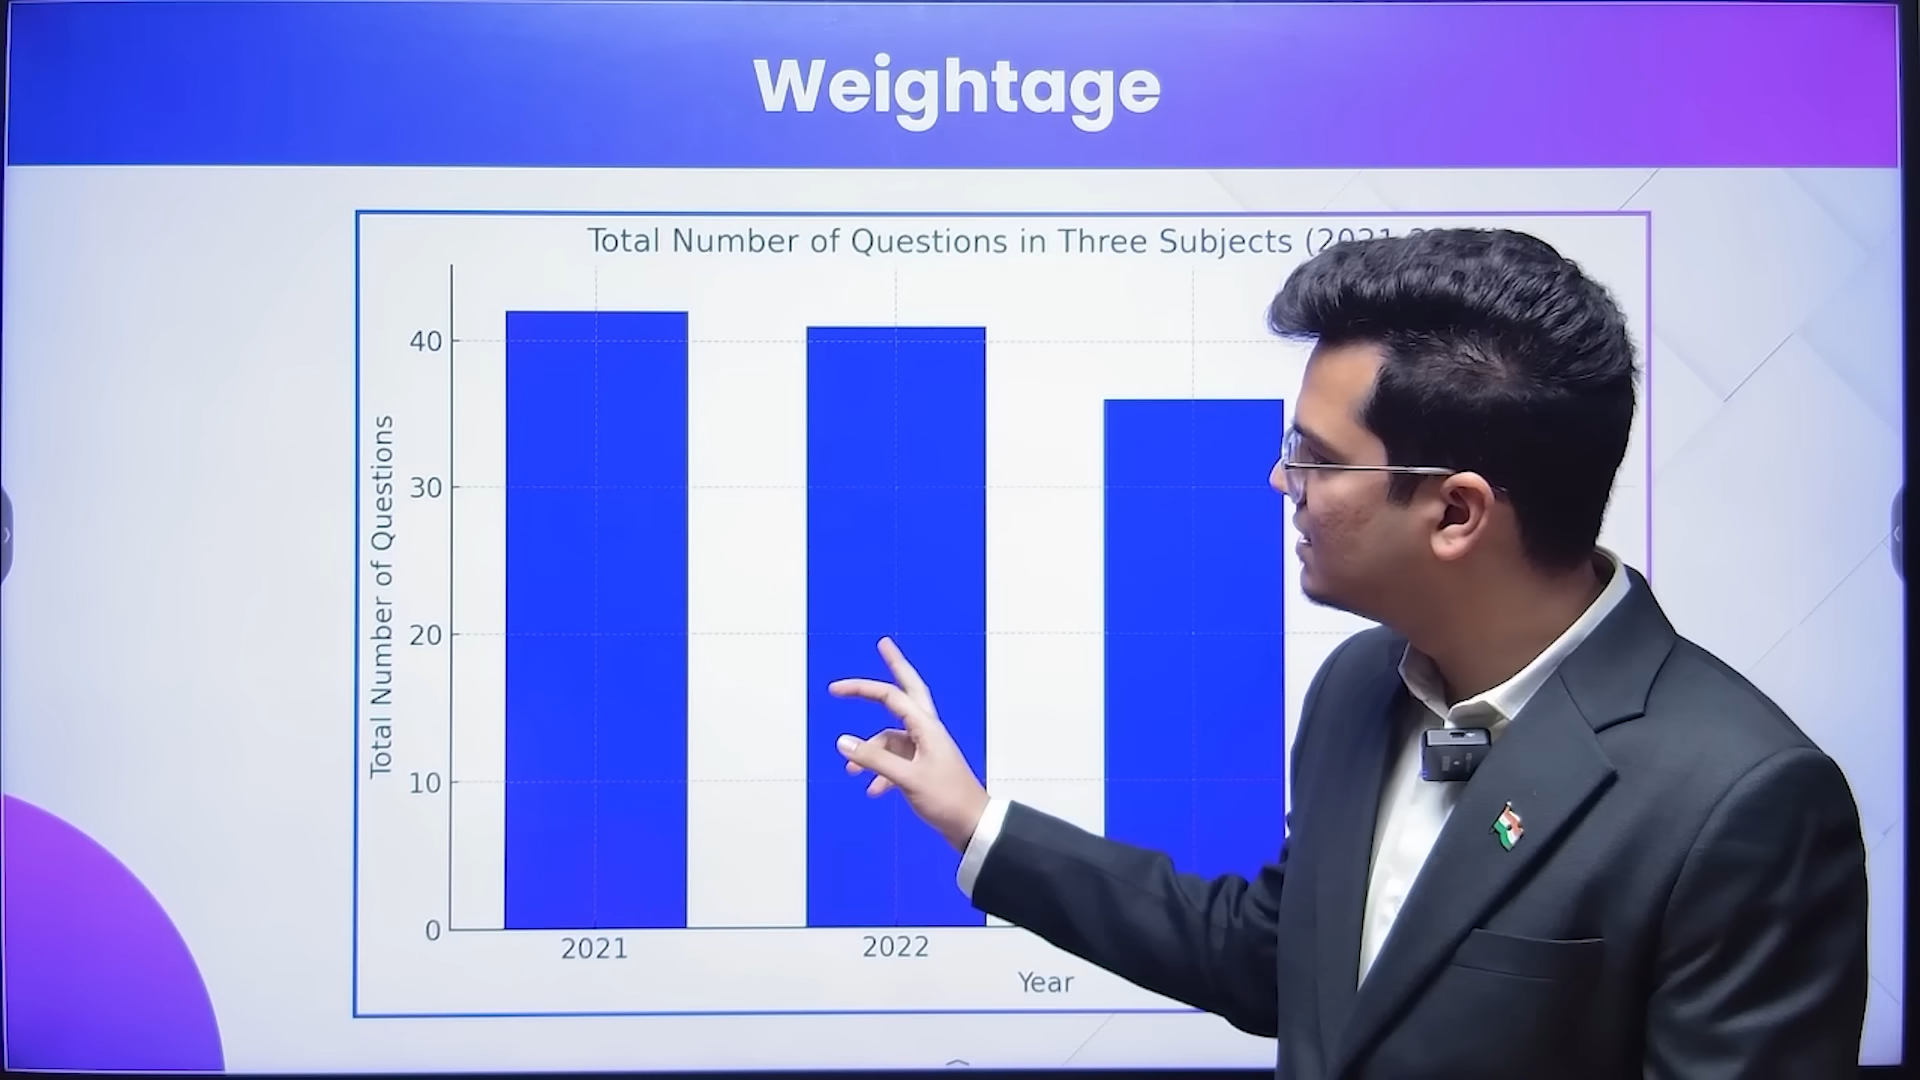 Weightage
Total Number of Questions in Three Subjects (2021
40
30
20
10
0
Total Number of Questions
2021
2022
Year